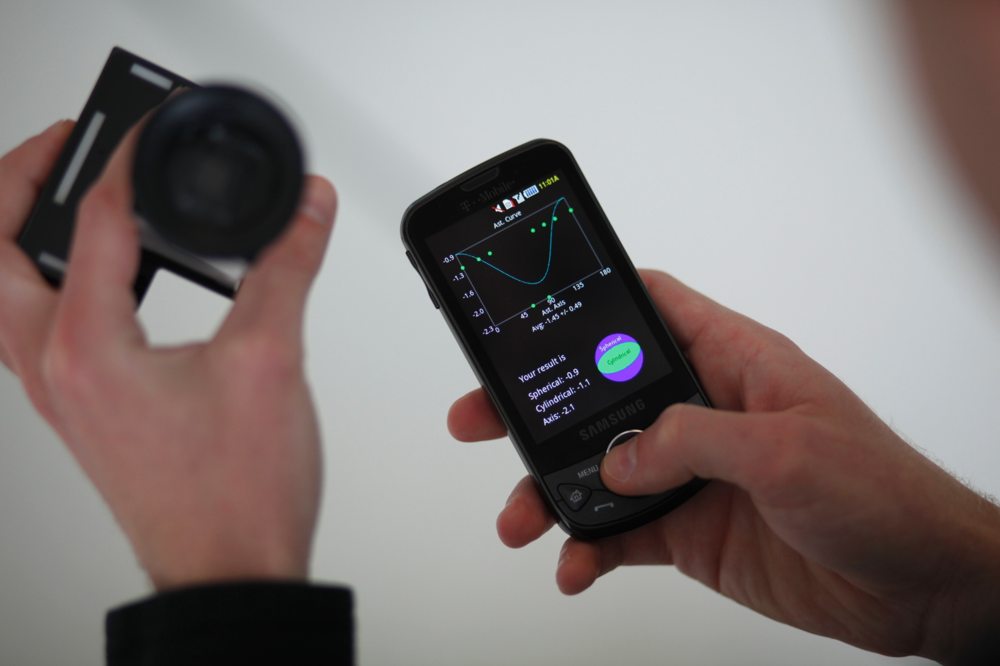 T··Mobile·
11:01A
Ast. Curve
-0.9
-1.3
-1.6
-2.0
-2.3
0
45
90
135
180
Ast. Axis
Avg: -1.45 +/- 0.49
Spherical
Cylindrical
Your result is
Spherical: -0.9
Cylindrical: -1.1
Axis: -2.1
SAMSUNG
MENU